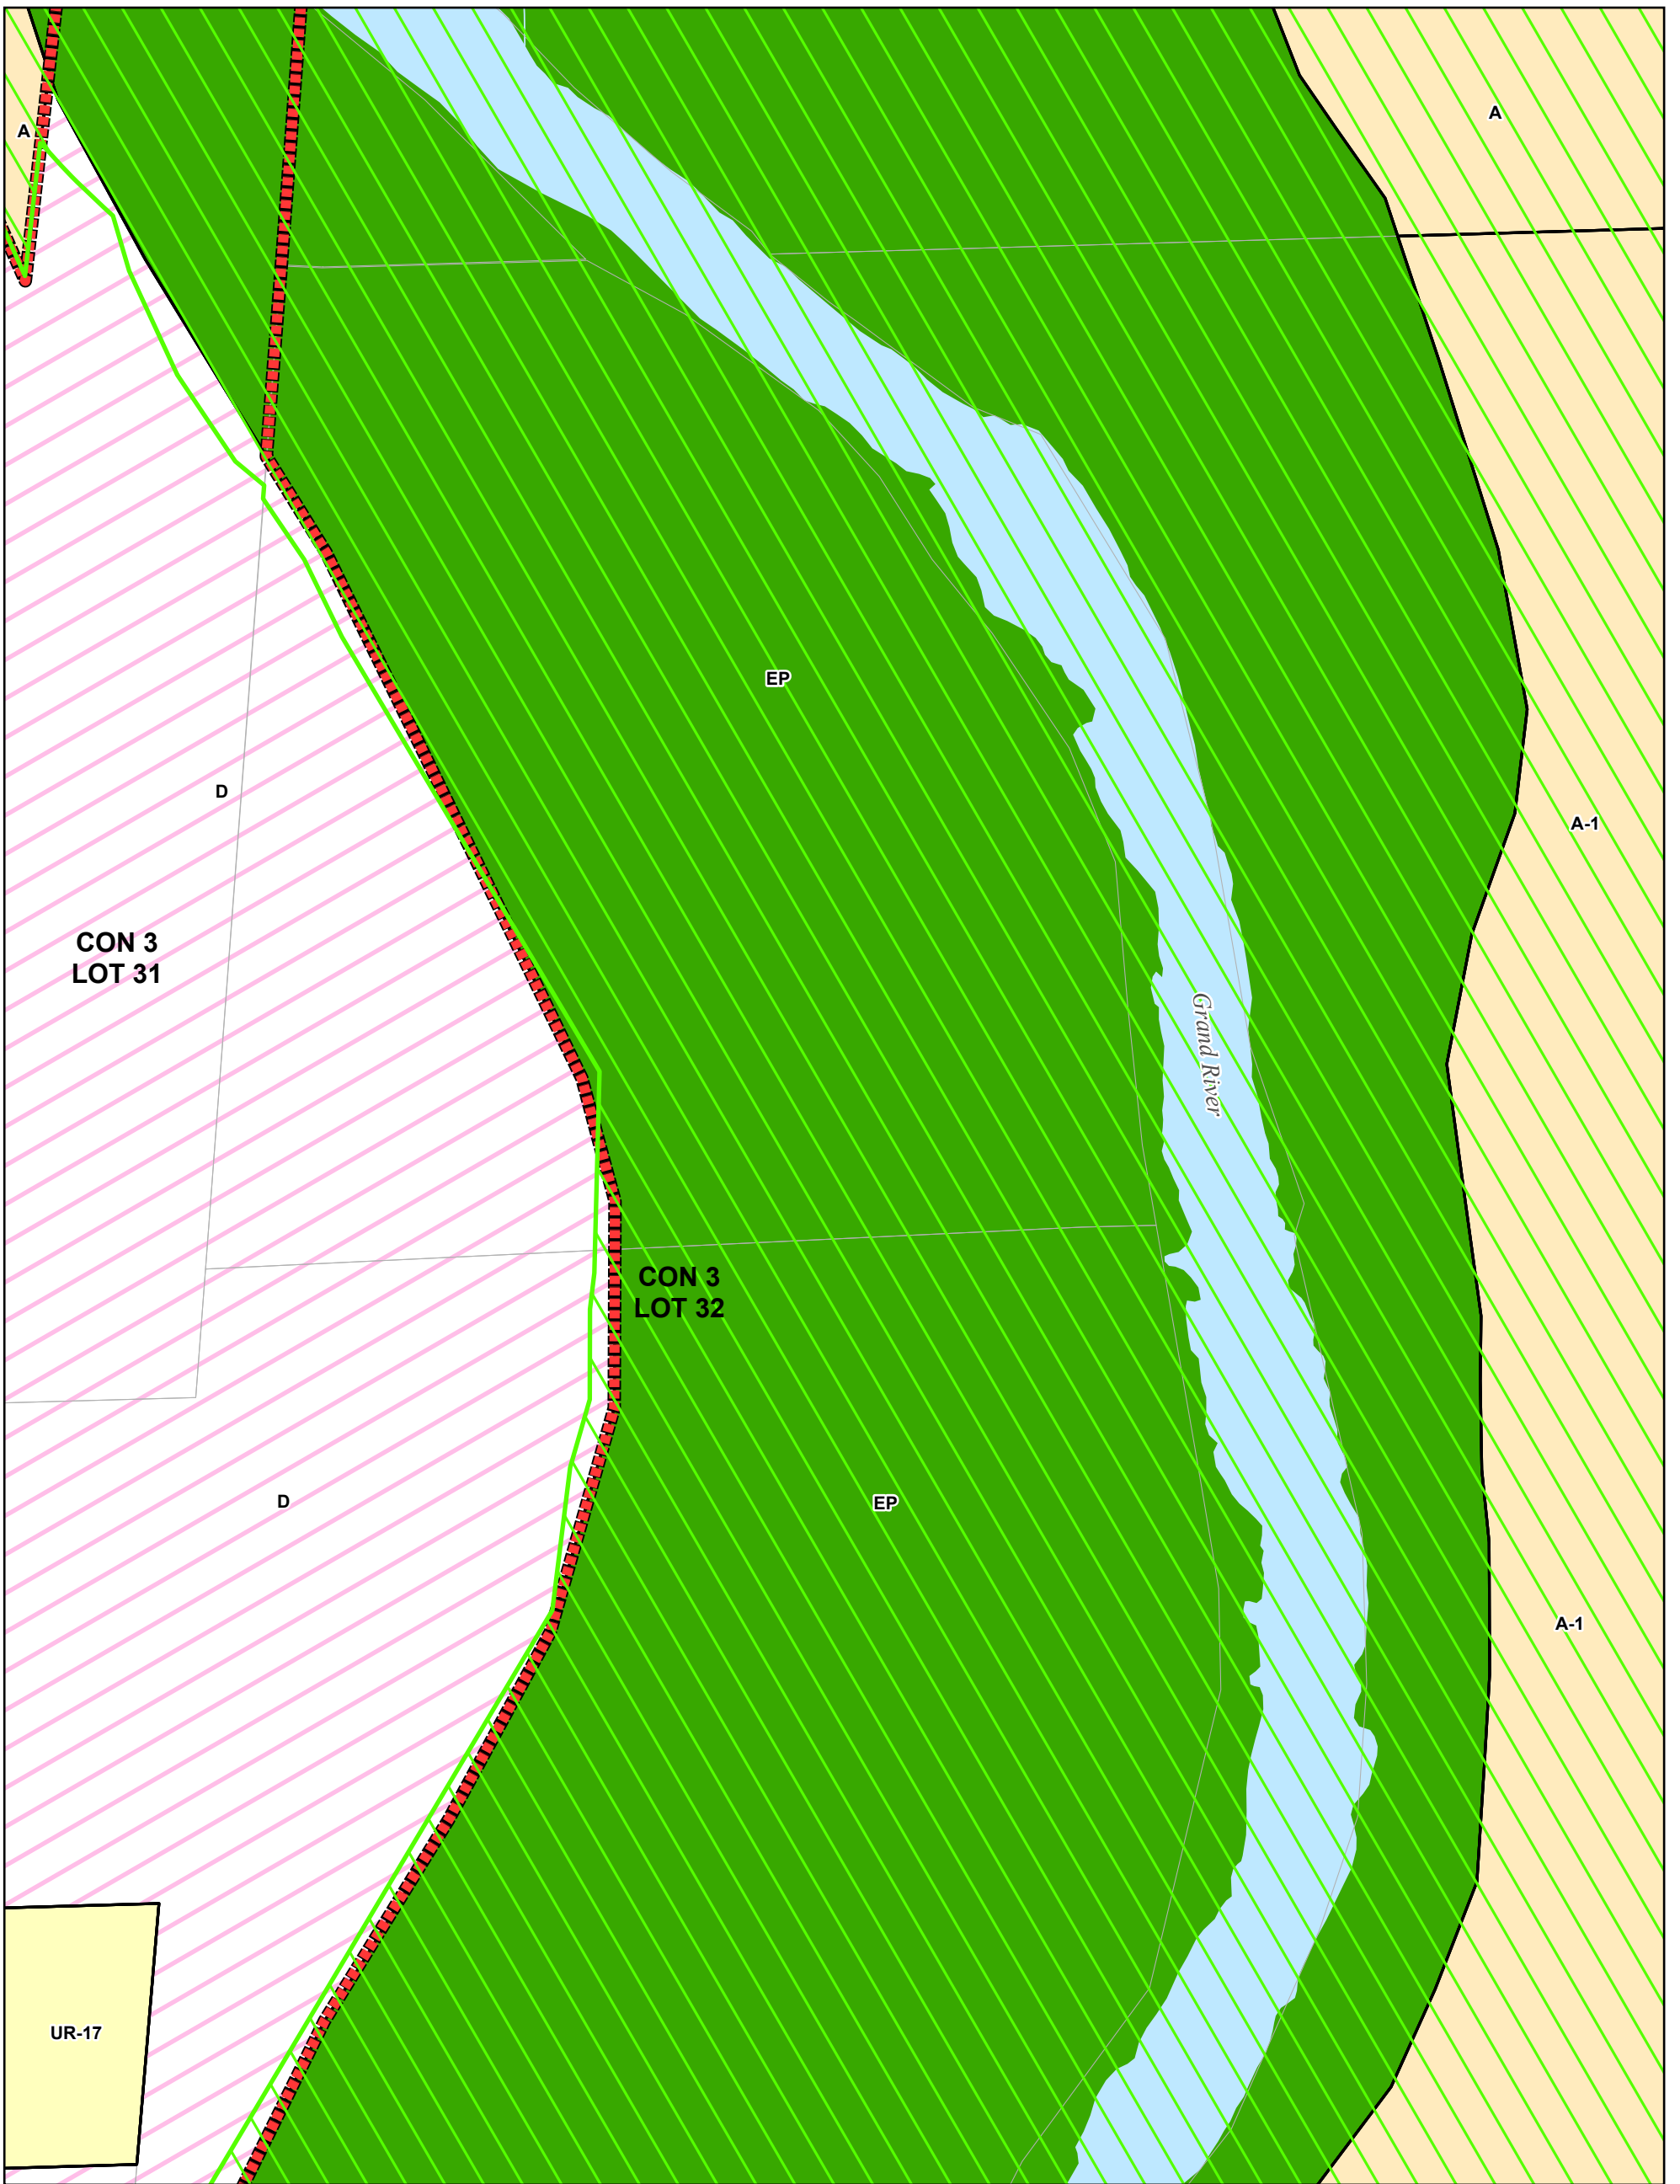 A
A
EP
D
A-1
CON 3
LOT 31
Grand River
CON 3
LOT 32
D
EP
A-1
UR-17